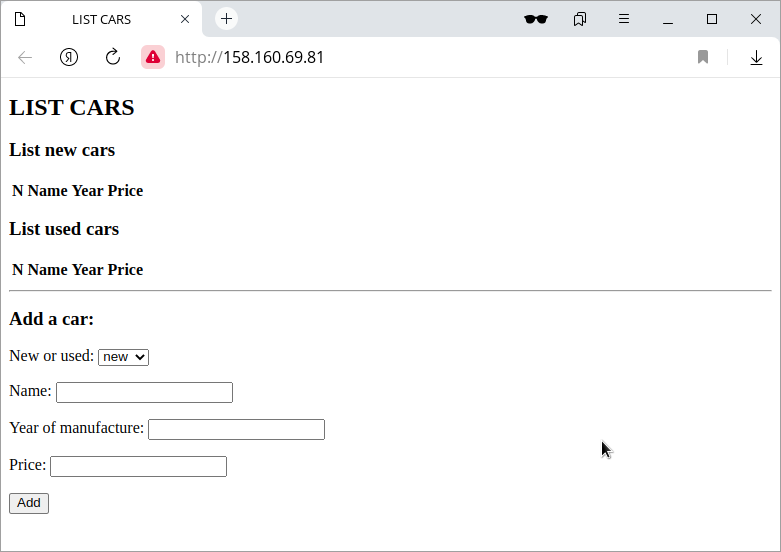 LIST CARS
Я http://158.160.69.81
LIST CARS
List new cars
N Name Year Price
List used cars
N Name Year Price
Add a car:
New or used: new
Name:
Year of manufacture:
Price:
Add